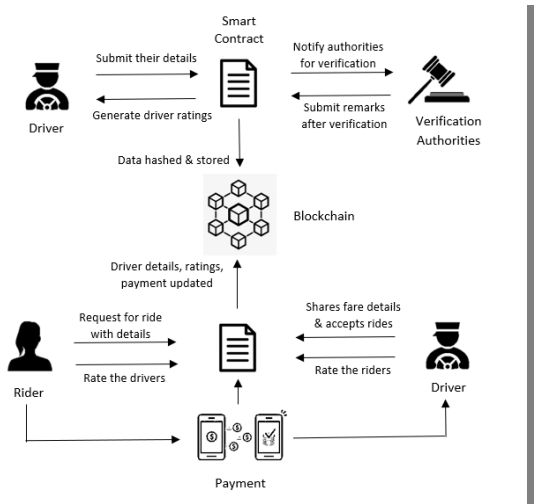 Smart
Contract
Submit their details
Notify authorities
for verification
Generate driver ratings
Submit remarks
after verification
Driver
Verification
Authorities
Data hashed & stored
Blockchain
Driver details, ratings,
payment updated
Request for ride
with details
Shares fare details
& accepts rides
Rate the drivers
Rate the riders
Rider
Driver
Payment